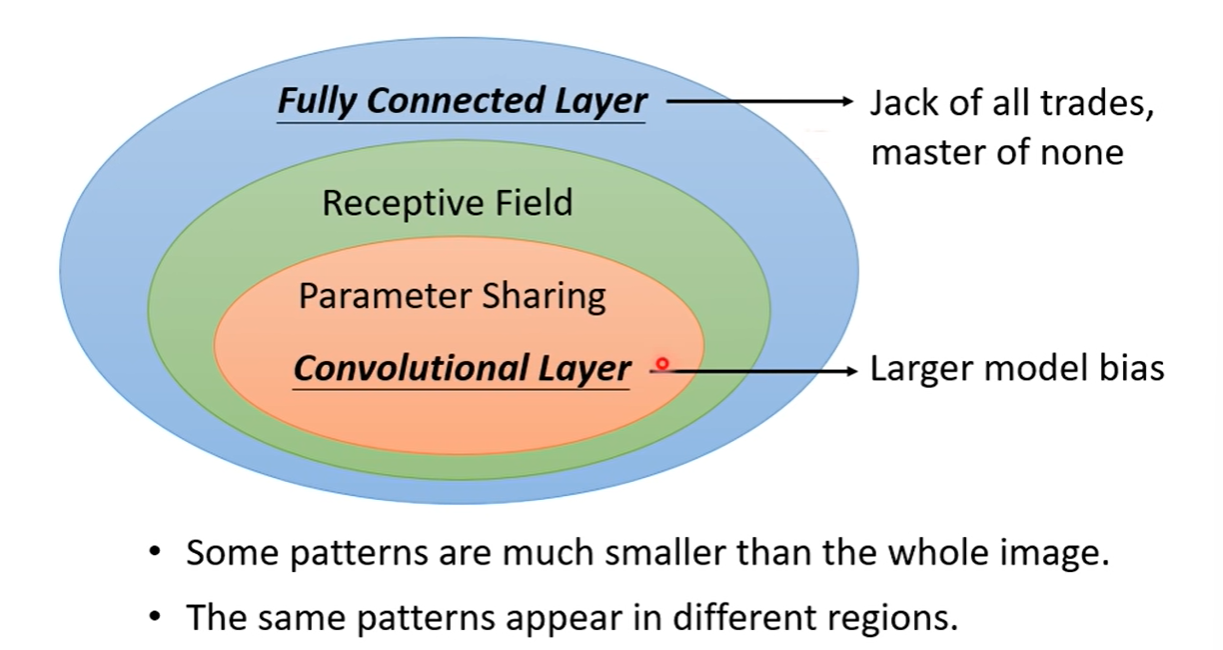 Fully Connected Layer
Jack of all trades,
master of none
Receptive Field
Parameter Sharing
Convolutional Layer
Larger model bias
• Some patterns are much smaller than the whole image.
• The same patterns appear in different regions.